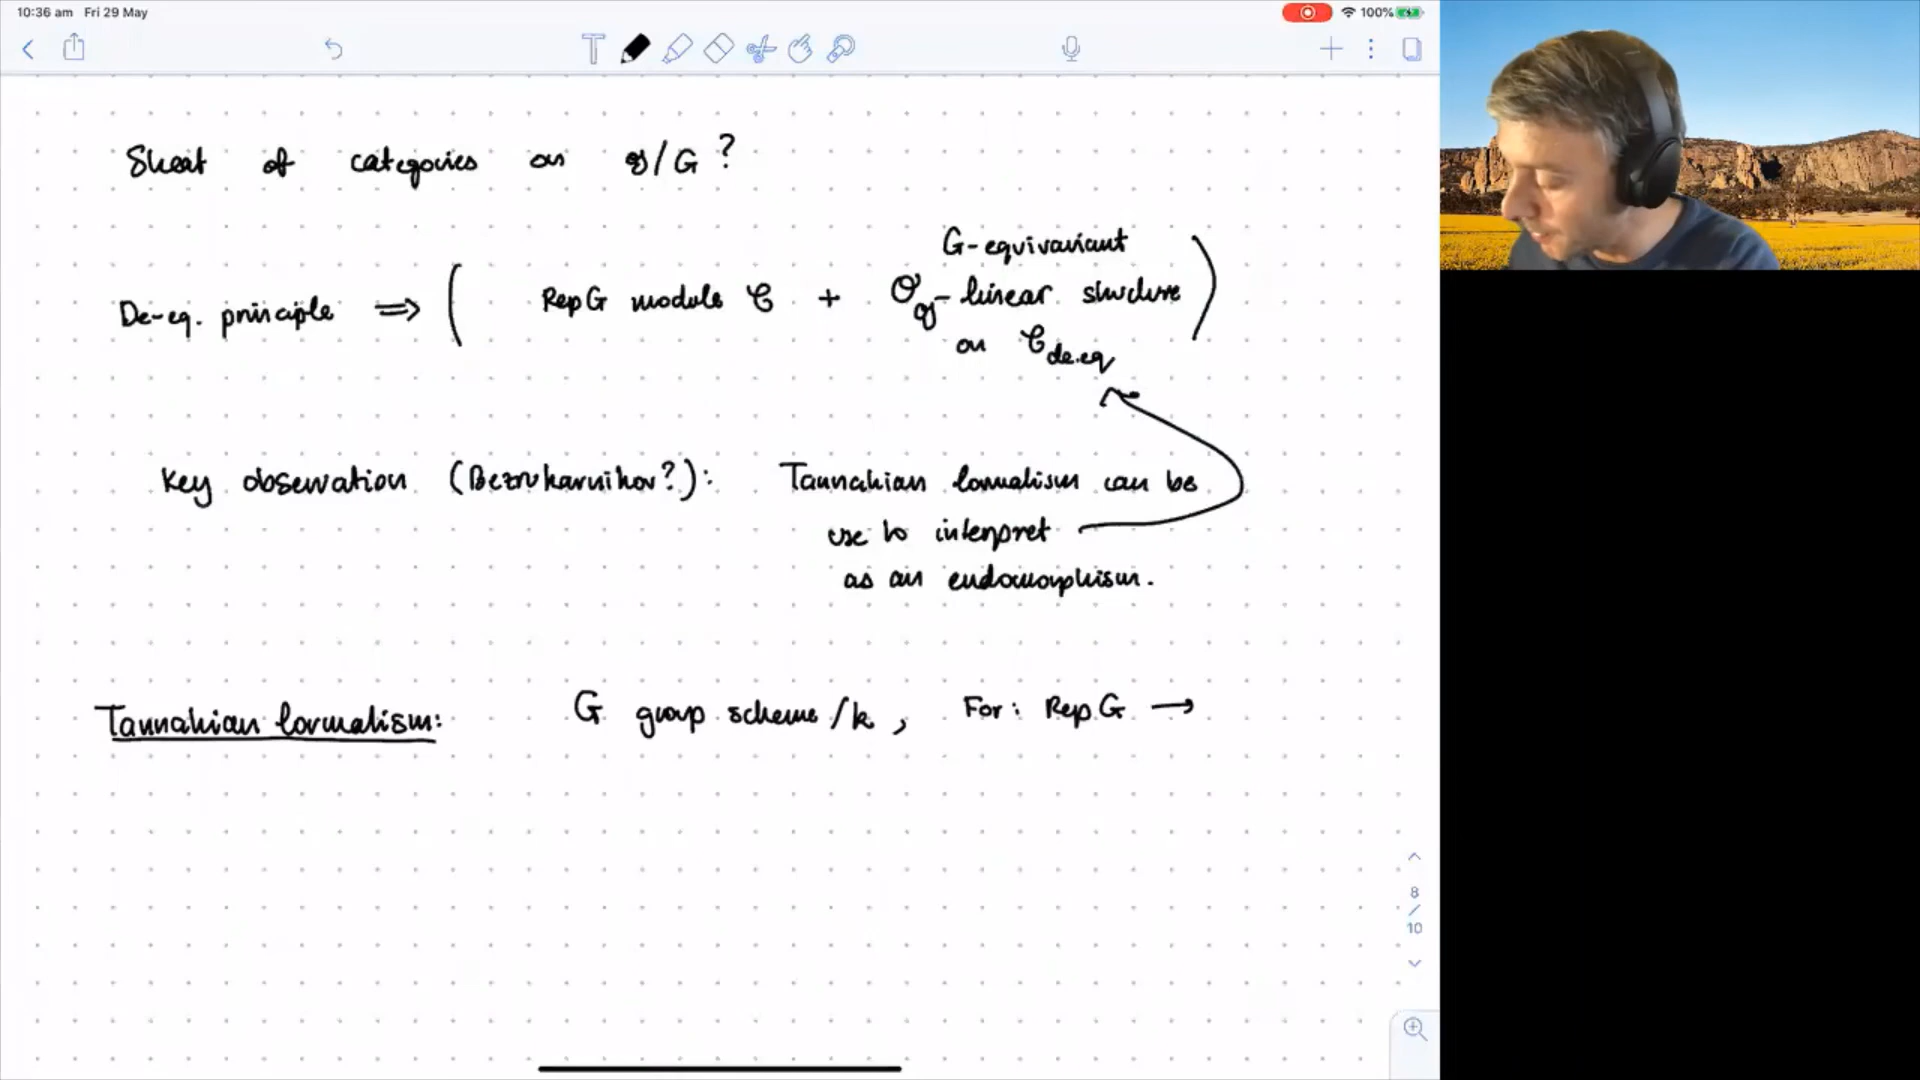 10:36 am Fri 29 May
100%
Sheaf of categories on 𝔤/G ?
De-eq. principle ⟹ ( Rep G module 𝒞 + G-equivariant
𝒪_𝔤-linear structure
on 𝒞_de.eq )
Key observation (Bezrukavnikov?): Tannakian formalism can be
use to interpret
as an endomorphism.
Tannakian formalism: G group scheme /k , For: Rep G →
8
/
10